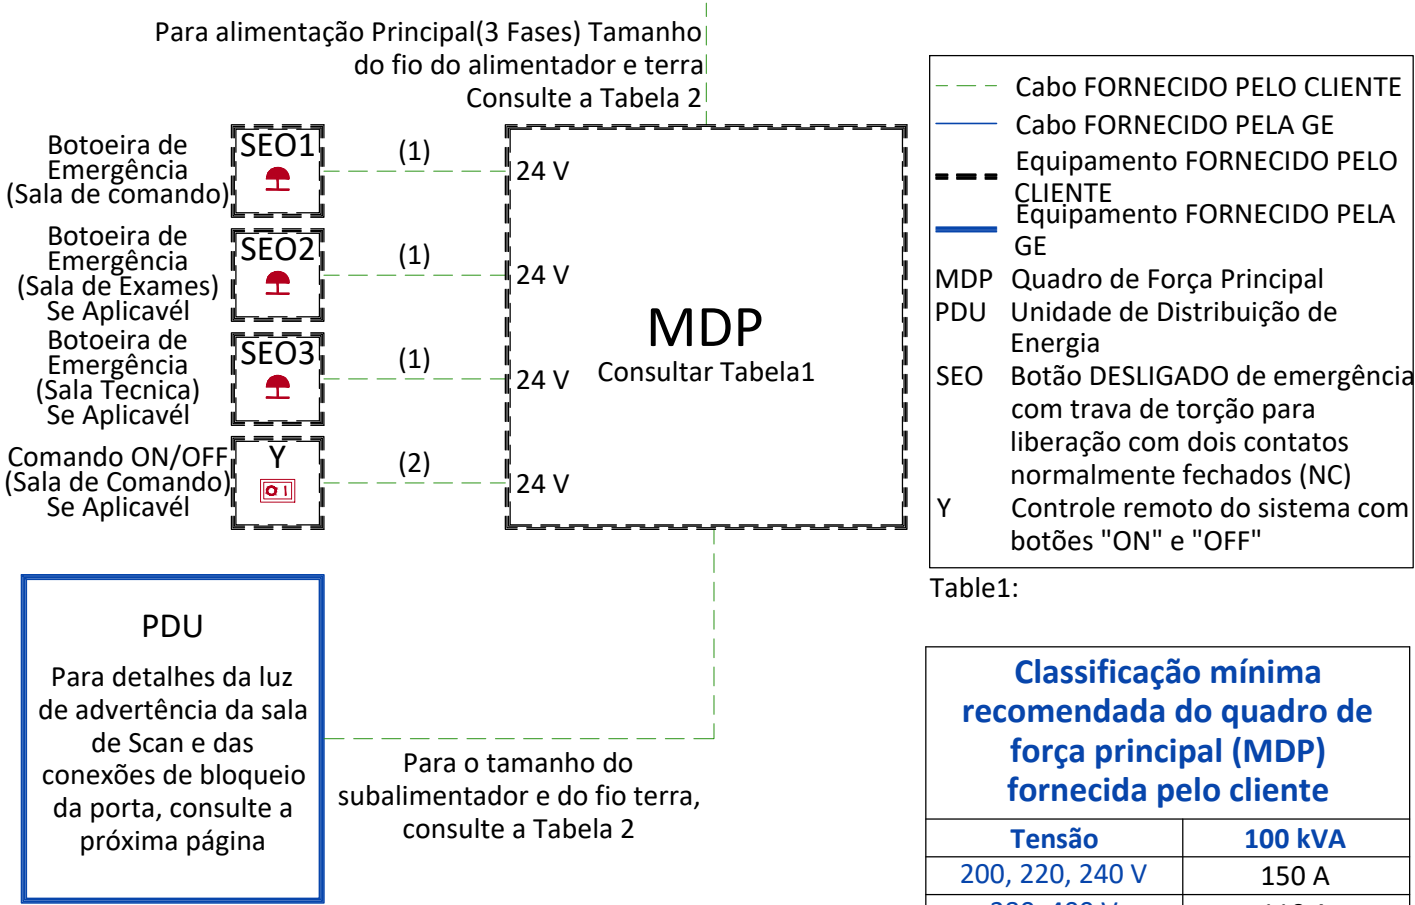 Para alimentação Principal(3 Fases) Tamanho
do fio do alimentador e terra
Consulte a Tabela 2
Botoeira de
Emergência
(Sala de comando)
SEO1
(1)
24 V
Botoeira de
Emergência
(Sala de Exames)
Se Aplicavél
SEO2
(1)
24 V
Botoeira de
Emergência
(Sala Tecnica)
Se Aplicavél
SEO3
(1)
24 V
Comando ON/OFF
(Sala de Comando)
Se Aplicavél
Y
(2)
24 V
MDP
Consultar Tabela1
PDU
Para detalhes da luz
de advertência da sala
de Scan e das
conexões de bloqueio
da porta, consulte a
próxima página
Para o tamanho do
subalimentador e do fio terra,
consulte a Tabela 2
Cabo FORNECIDO PELO CLIENTE
Cabo FORNECIDO PELA GE
Equipamento FORNECIDO PELO
CLIENTE
Equipamento FORNECIDO PELA
GE
MDP Quadro de Força Principal
PDU Unidade de Distribuição de
Energia
SEO Botão DESLIGADO de emergência
com trava de torção para
liberação com dois contatos
normalmente fechados (NC)
Y Controle remoto do sistema com
botões "ON" e "OFF"
Table1:
Classificação mínima
recomendada do quadro de
força principal (MDP)
fornecida pelo cliente
Tensão 100 kVA
200, 220, 240 V 150 A